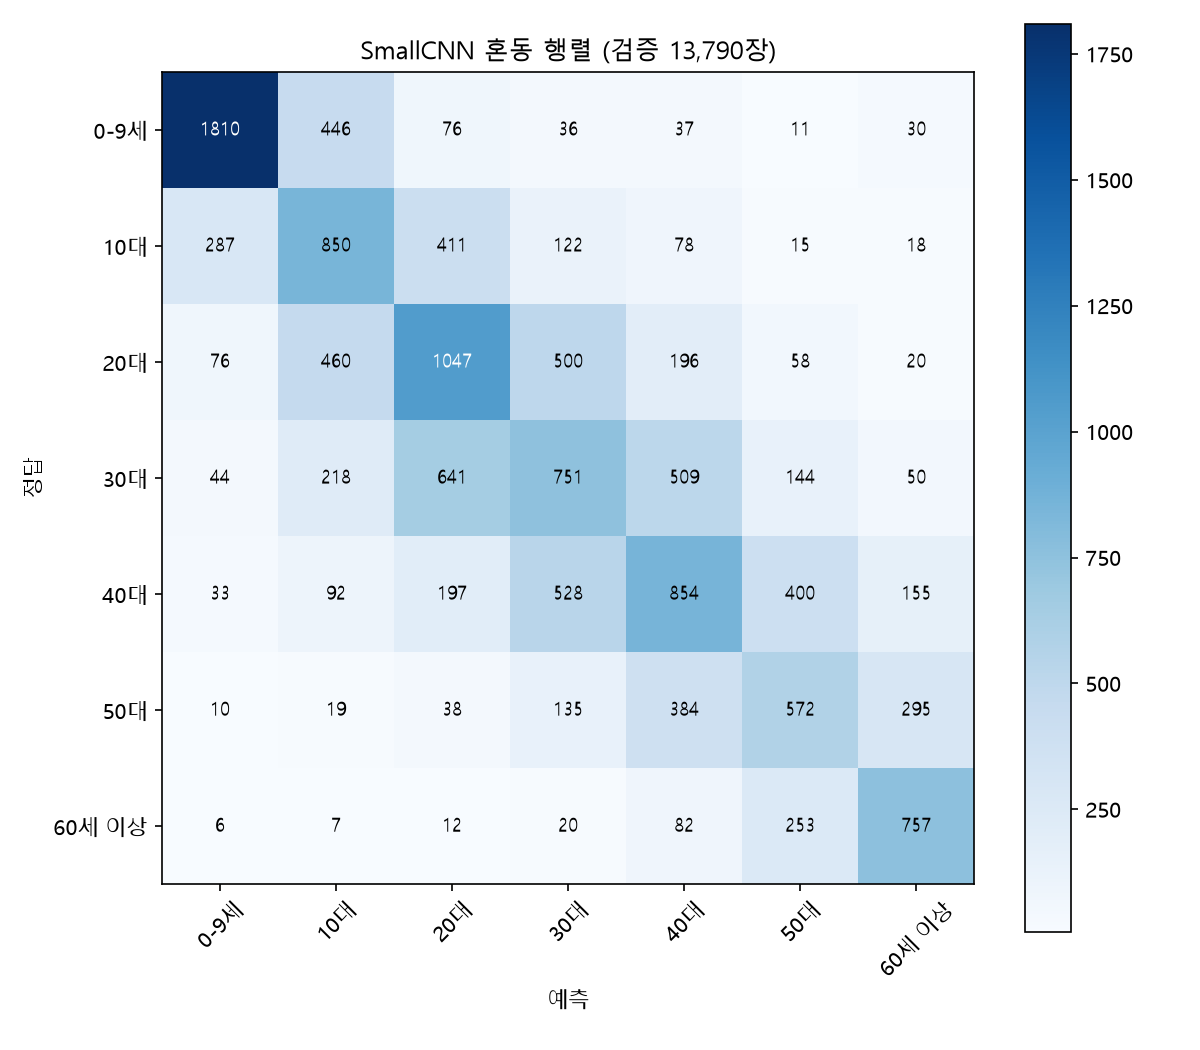 SmallCNN 혼동 행렬 (검증 13,790장)
정답
0-9세 1810 446 76 36 37 11 30
10대 287 850 411 122 78 15 18
20대 76 460 1047 500 196 58 20
30대 44 218 641 751 509 144 50
40대 33 92 197 528 854 400 155
50대 10 19 38 135 384 572 295
60세 이상 6 7 12 20 82 253 757
0-9세 10대 20대 30대 40대 50대 60세 이상
예측
1750
1500
1250
1000
750
500
250